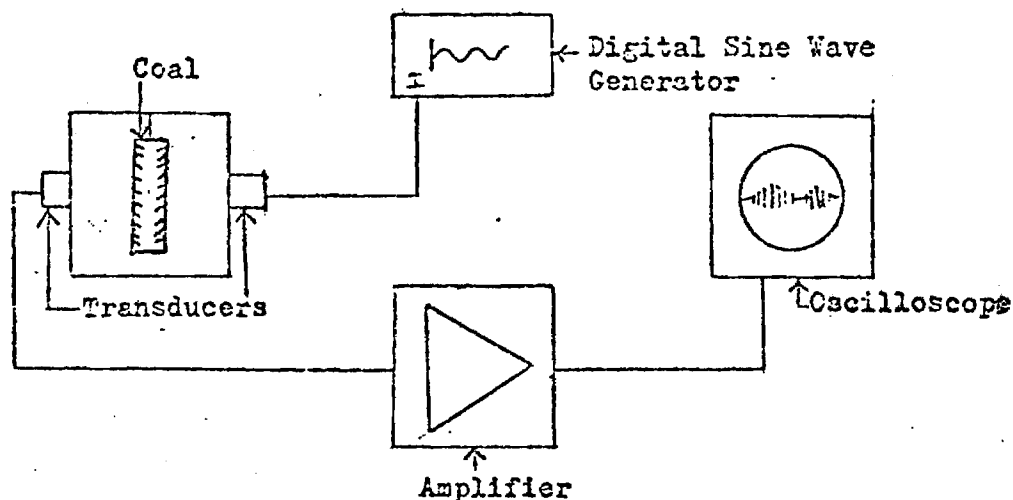 Digital Sine Wave
Generator
Coal
Transducers
Oscilloscope
Amplifier